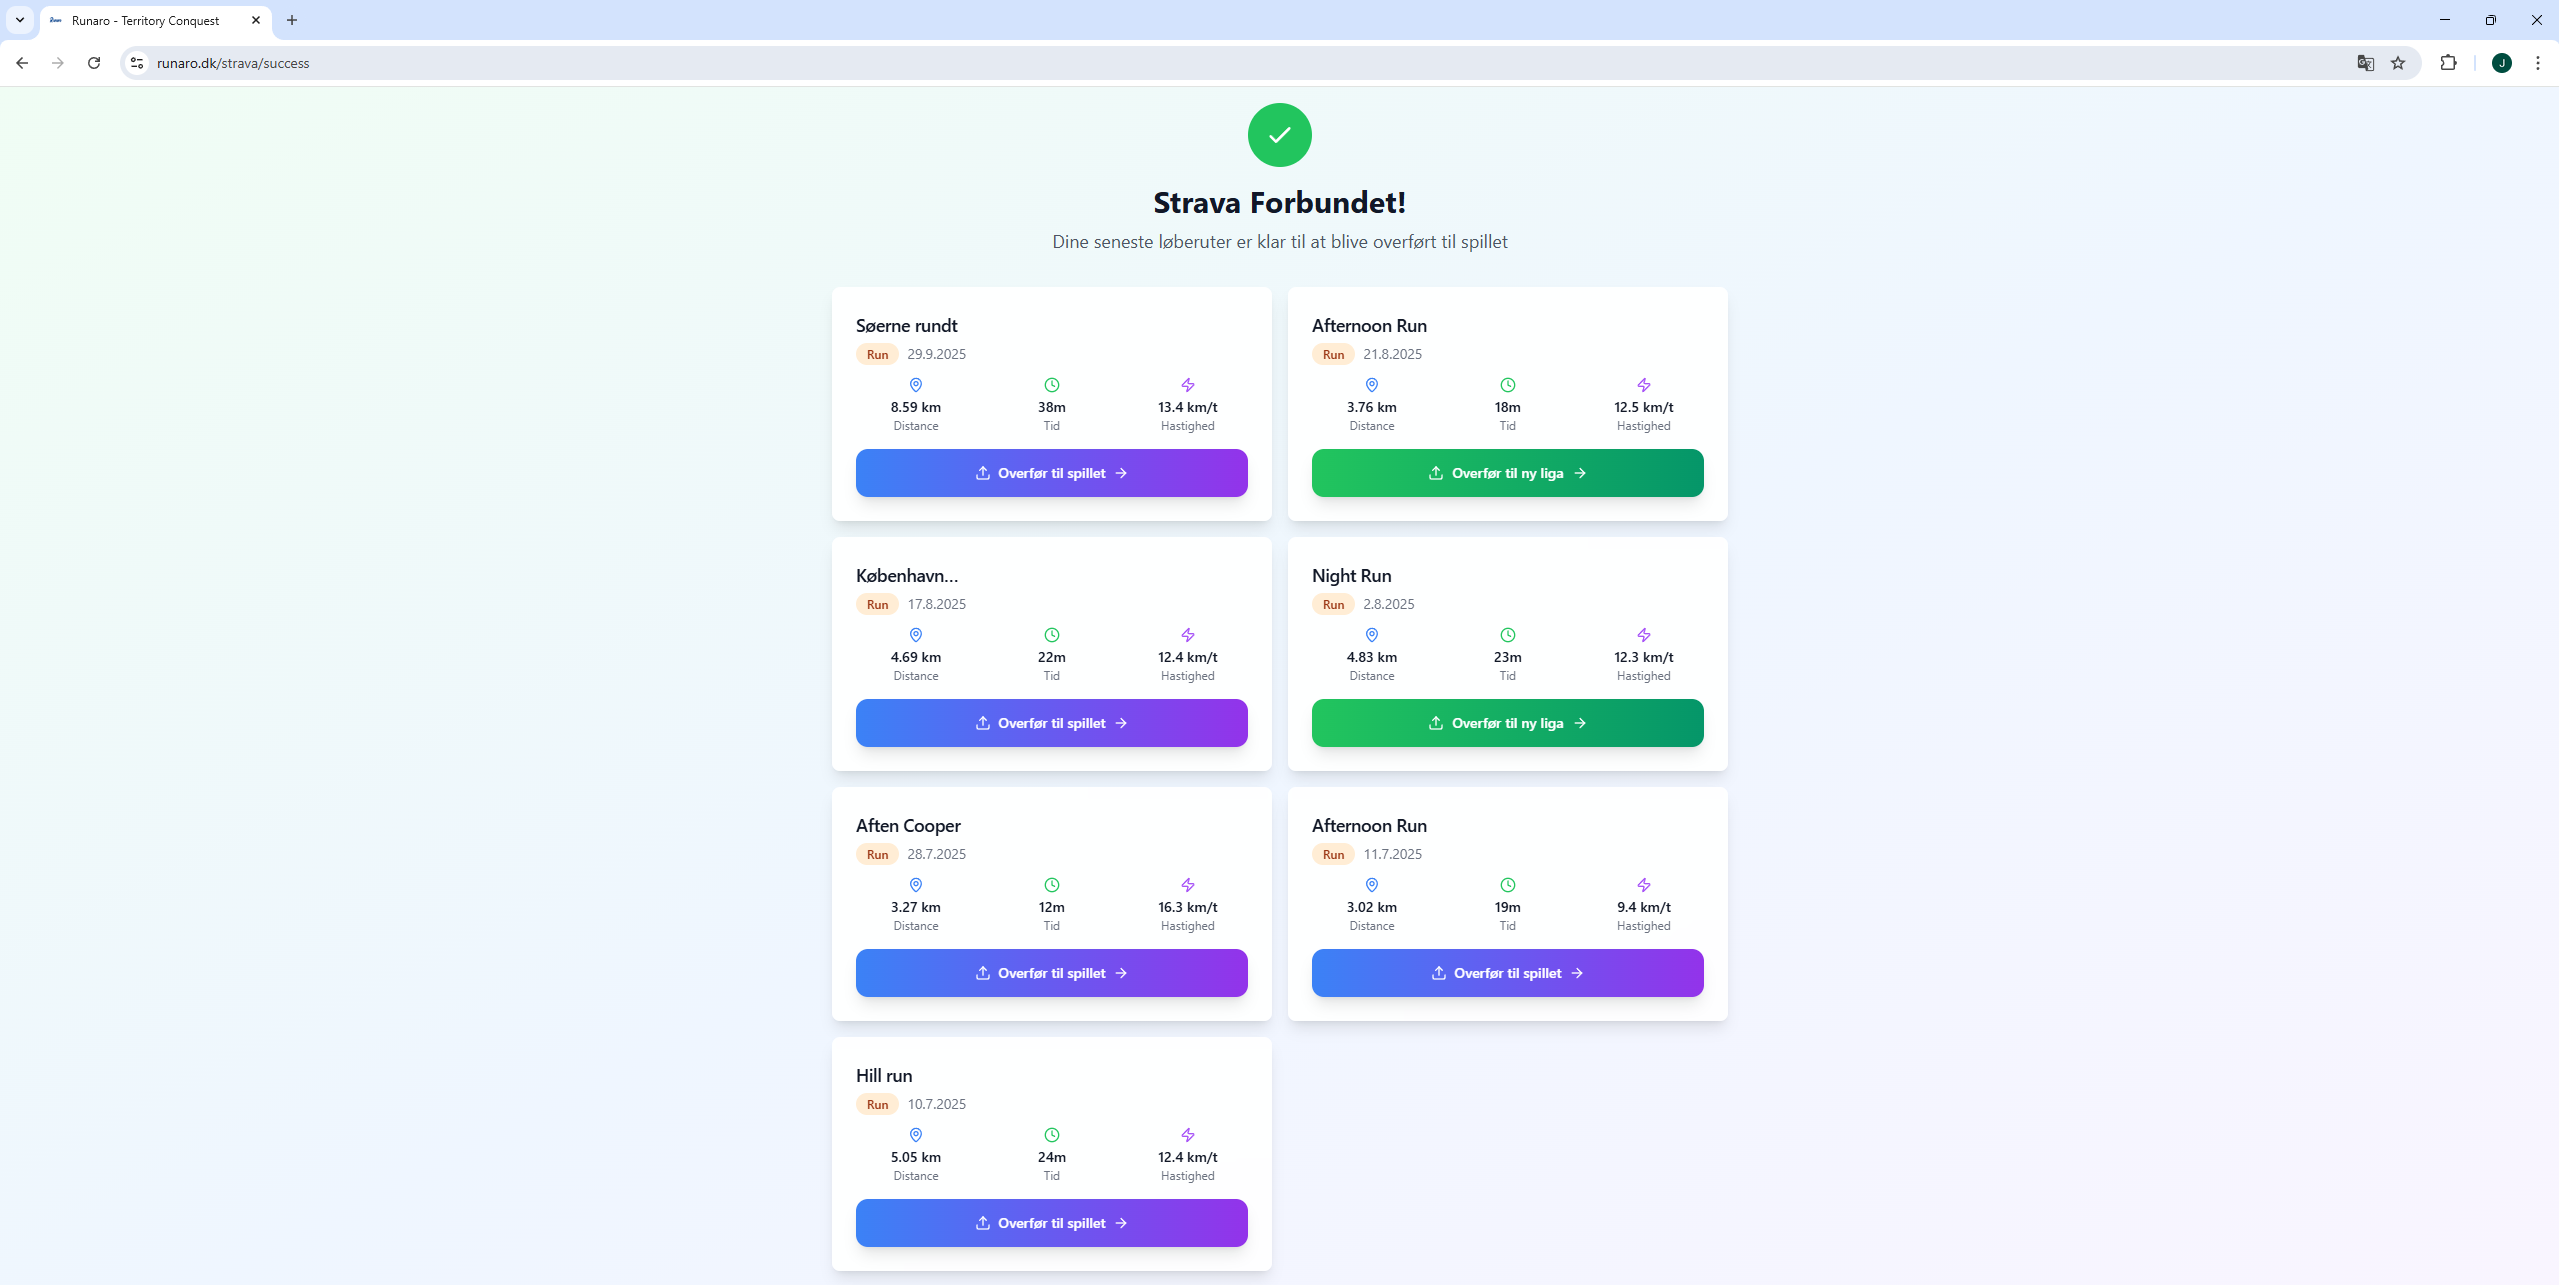 Runaro - Territory Conquest
runaro.dk/strava/success
J
Strava Forbundet!
Dine seneste løberuter er klar til at blive overført til spillet
Søerne rundt
Run 29.9.2025
8.59 km 38m 13.4 km/t
Distance Tid Hastighed
Overfør til spillet
Afternoon Run
Run 21.8.2025
3.76 km 18m 12.5 km/t
Distance Tid Hastighed
Overfør til ny liga
København...
Run 17.8.2025
4.69 km 22m 12.4 km/t
Distance Tid Hastighed
Overfør til spillet
Night Run
Run 2.8.2025
4.83 km 23m 12.3 km/t
Distance Tid Hastighed
Overfør til ny liga
Aften Cooper
Run 28.7.2025
3.27 km 12m 16.3 km/t
Distance Tid Hastighed
Overfør til spillet
Afternoon Run
Run 11.7.2025
3.02 km 19m 9.4 km/t
Distance Tid Hastighed
Overfør til spillet
Hill run
Run 10.7.2025
5.05 km 24m 12.4 km/t
Distance Tid Hastighed
Overfør til spillet